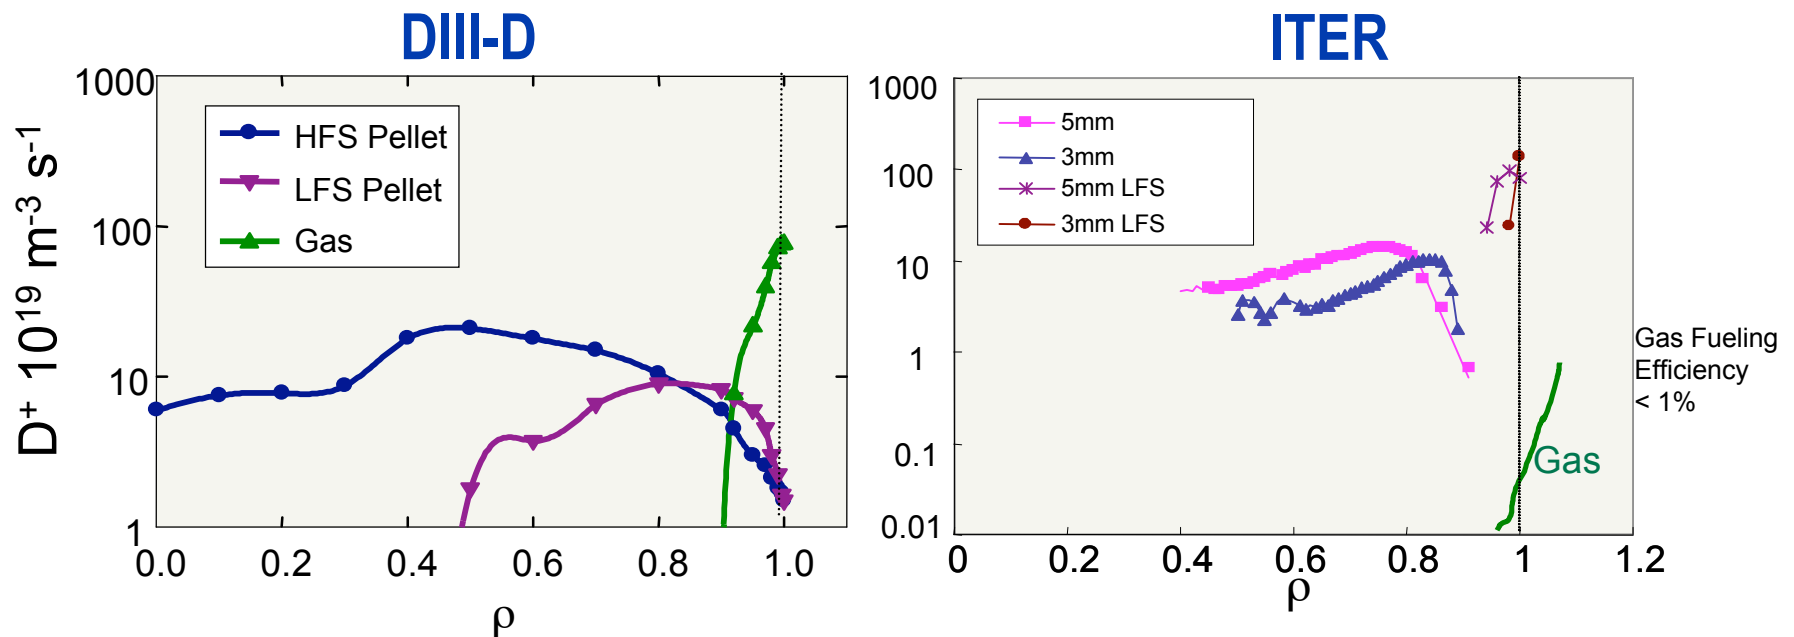 DIII-D
D⁺ 10¹⁹ m⁻³ s⁻¹
1000
100
10
1
HFS Pellet
LFS Pellet
Gas
0.0 0.2 0.4 0.6 0.8 1.0
ρ
ITER
1000
100
10
1
0.1
0.01
5mm
3mm
5mm LFS
3mm LFS
Gas
0 0.2 0.4 0.6 0.8 1 1.2
ρ
Gas Fueling
Efficiency
< 1%